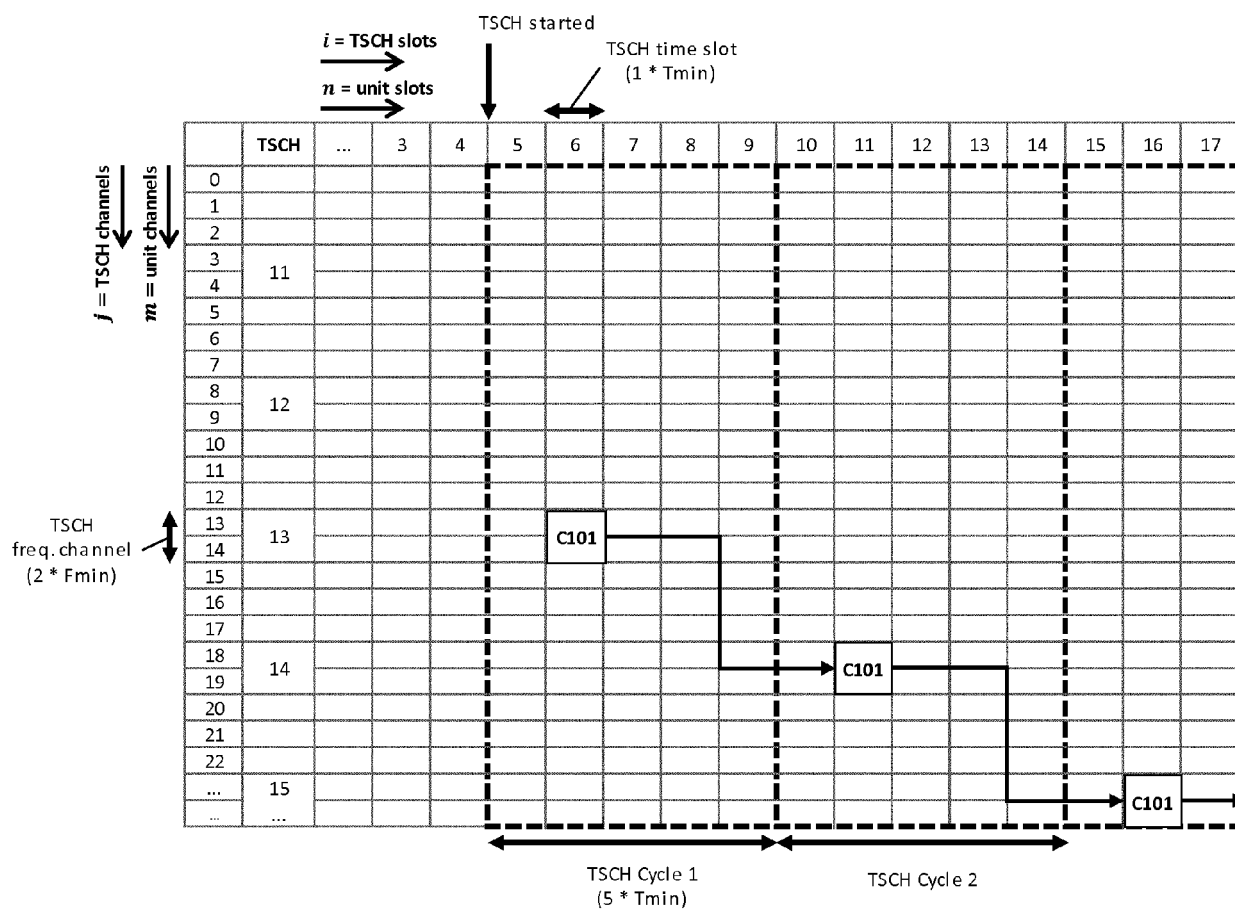 TSCH started
i = TSCH slots
TSCH time slot
(1 * Tmin)
n = unit slots
TSCH ... 3 4 5 6 7 8 9 10 11 12 13 14 15 16 17
j = TSCH channels
m = unit channels
0
1
2
3
11
4
5
6
7
8
12
9
10
11
12
TSCH
freq. channel
(2 * Fmin)
13
13
C101
14
15
16
17
18
14
C101
19
20
21
22
...
15
C101
...
...
TSCH Cycle 1
(5 * Tmin)
TSCH Cycle 2